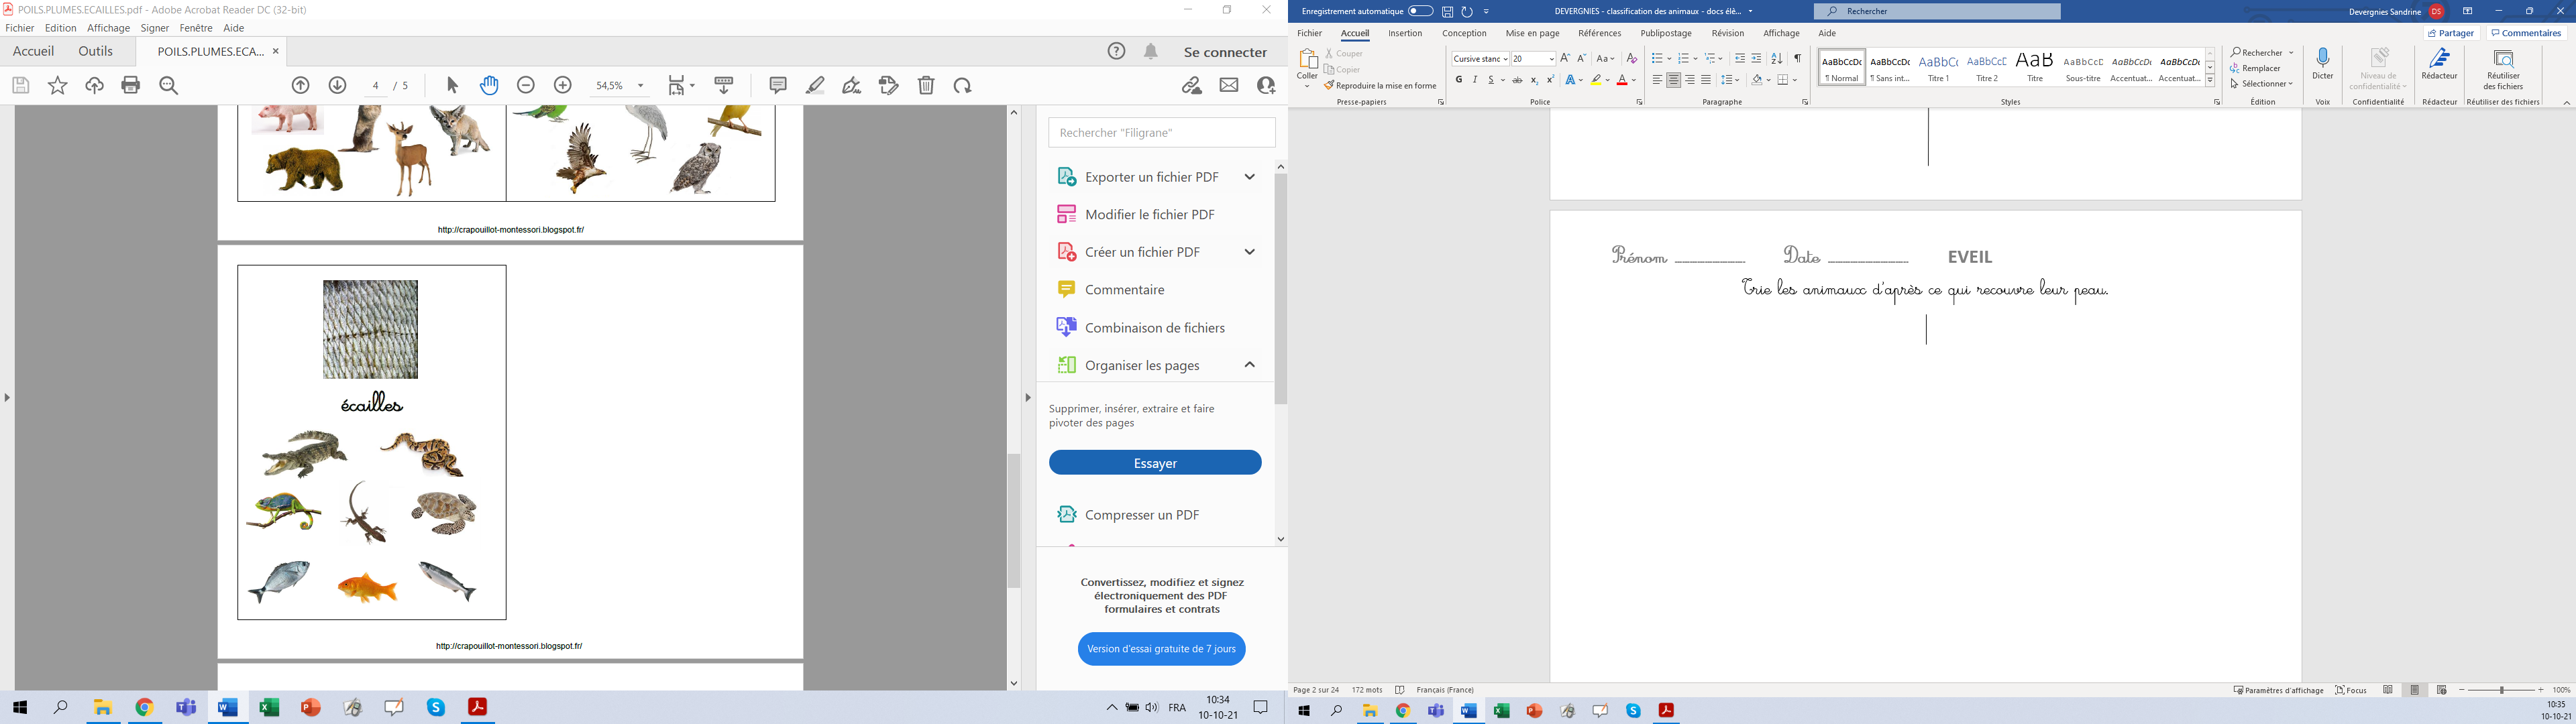 POILS.PLUMES.ECAILLES.pdf - Adobe Acrobat Reader DC (32-bit)
Fichier Edition Affichage Signer Fenêtre Aide
Accueil Outils POILS.PLUMES.ECA... × Se connecter
4 / 5 54,5%
http://crapouillot-montessori.blogspot.fr/
écailles
http://crapouillot-montessori.blogspot.fr/
Rechercher "Filigrane"
Exporter un fichier PDF
Modifier le fichier PDF
Créer un fichier PDF
Commentaire
Combinaison de fichiers
Organiser les pages
Supprimer, insérer, extraire et faire
pivoter des pages
Essayer
Compresser un PDF
Convertissez, modifiez et signez
électroniquement des PDF
formulaires et contrats
Version d'essai gratuite de 7 jours
FRA
10:34
10-10-21
Enregistrement automatique DEVERGNIES - classification des animaux - docs élè... Rechercher Devergnies Sandrine DS
Fichier Accueil Insertion Conception Mise en page Références Publipostage Révision Affichage Aide Partager Commentaires
Coller
Couper
Copier
Reproduire la mise en forme
Presse-papiers
Cursive stanc 20
G I S
Police
Paragraphe
AaBbCcDc AaBbCcDc AaBbCc AaBbCcC AaB AaBbCcC AaBbCcDc AaBbCcDc
¶ Normal ¶ Sans int... Titre 1 Titre 2 Titre Sous-titre Accentuat... Accentuat...
Styles
Rechercher
Remplacer
Sélectionner
Édition
Dicter
Voix
Niveau de
confidentialité
Confidentialité
Rédacteur
Rédacteur
Réutiliser
des fichiers
Réutiliser des fichiers
Prénom Date EVEIL
Trie les animaux d'après ce qui recouvre leur peau.
Page 2 sur 24 172 mots Français (France) Paramètres d'affichage Focus 100%
10:35
10-10-21